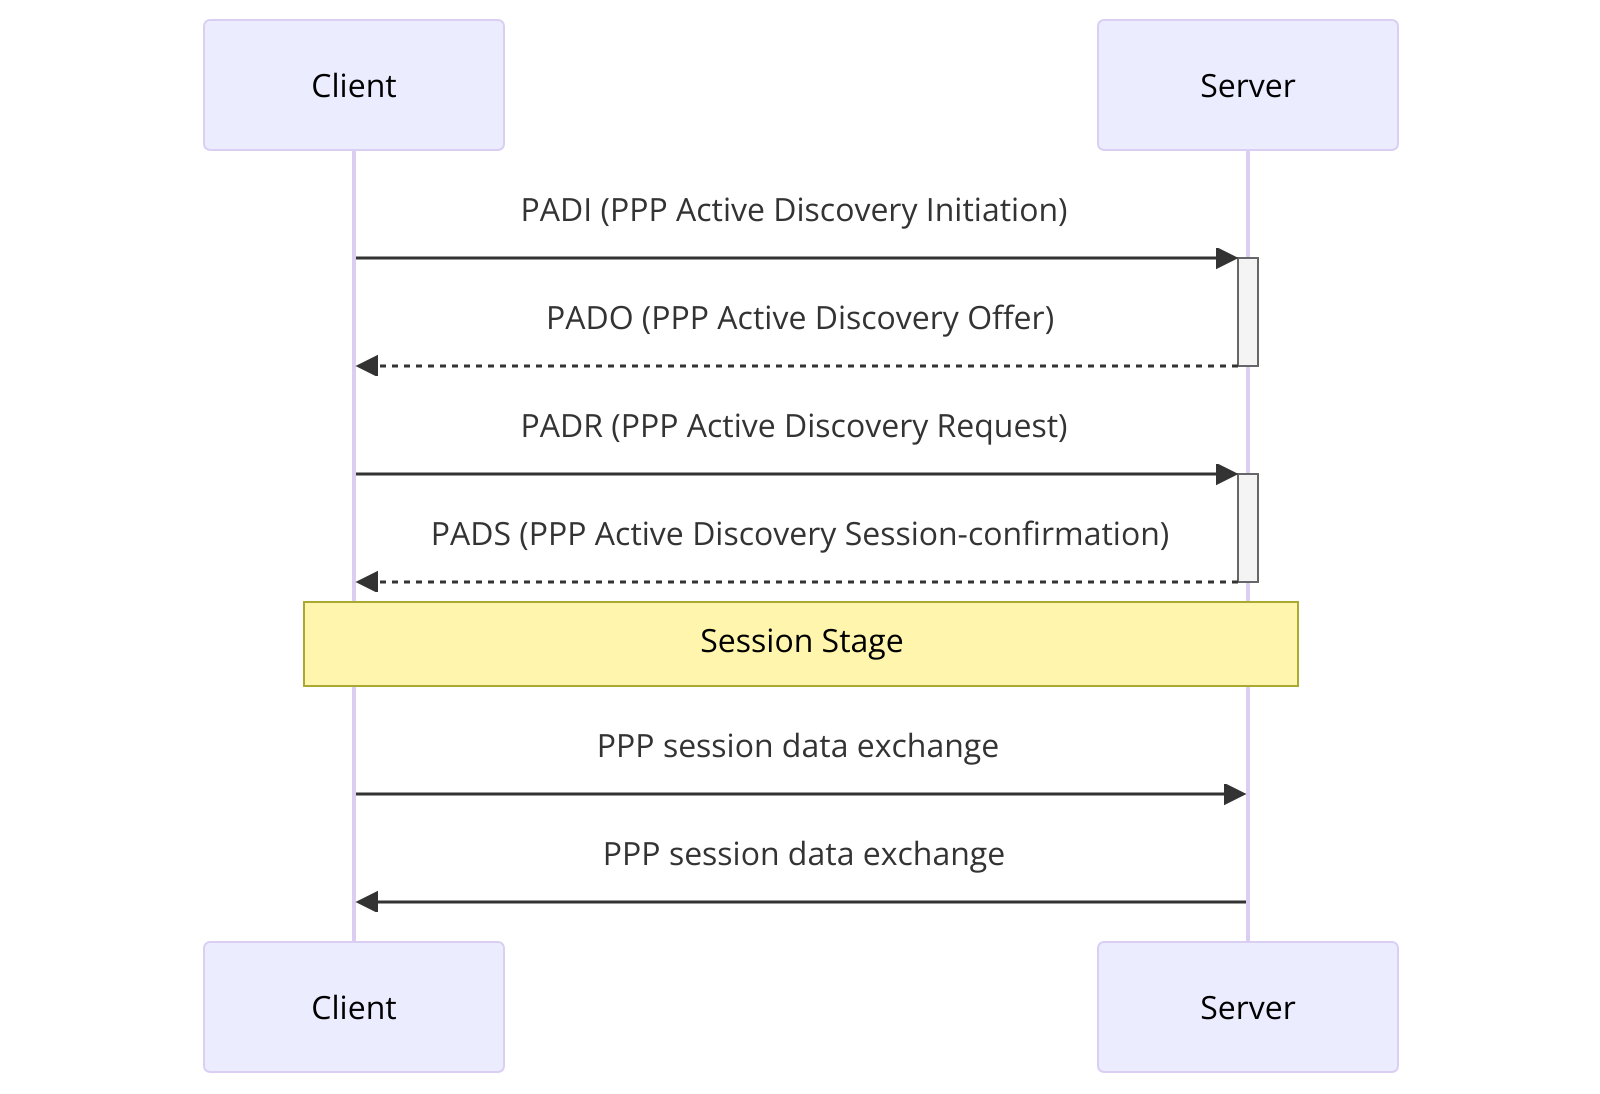 Client
Server
PADI (PPP Active Discovery Initiation)
PADO (PPP Active Discovery Offer)
PADR (PPP Active Discovery Request)
PADS (PPP Active Discovery Session-confirmation)
Session Stage
PPP session data exchange
PPP session data exchange
Client
Server